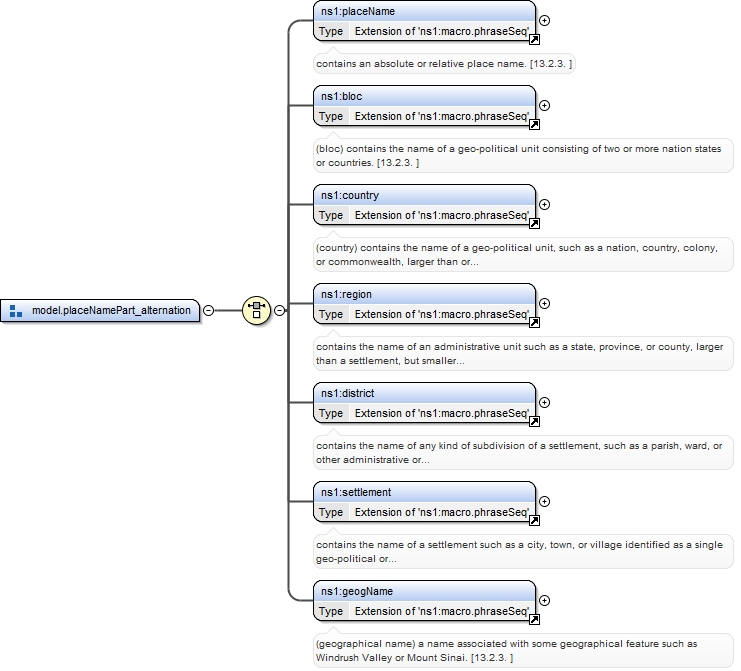 ns1:placeName
Type Extension of 'ns1:macro.phraseSeq'
contains an absolute or relative place name. [13.2.3. ]
ns1:bloc
Type Extension of 'ns1:macro.phraseSeq'
(bloc) contains the name of a geo-political unit consisting of two or more nation states
or countries. [13.2.3. ]
ns1:country
Type Extension of 'ns1:macro.phraseSeq'
(country) contains the name of a geo-political unit, such as a nation, country, colony,
or commonwealth, larger than or...
model.placeNamePart_alternation
ns1:region
Type Extension of 'ns1:macro.phraseSeq'
contains the name of an administrative unit such as a state, province, or county, larger
than a settlement, but smaller...
ns1:district
Type Extension of 'ns1:macro.phraseSeq'
contains the name of any kind of subdivision of a settlement, such as a parish, ward, or
other administrative or...
ns1:settlement
Type Extension of 'ns1:macro.phraseSeq'
contains the name of a settlement such as a city, town, or village identified as a single
geo-political or...
ns1:geogName
Type Extension of 'ns1:macro.phraseSeq'
(geographical name) a name associated with some geographical feature such as
Windrush Valley or Mount Sinai. [13.2.3. ]